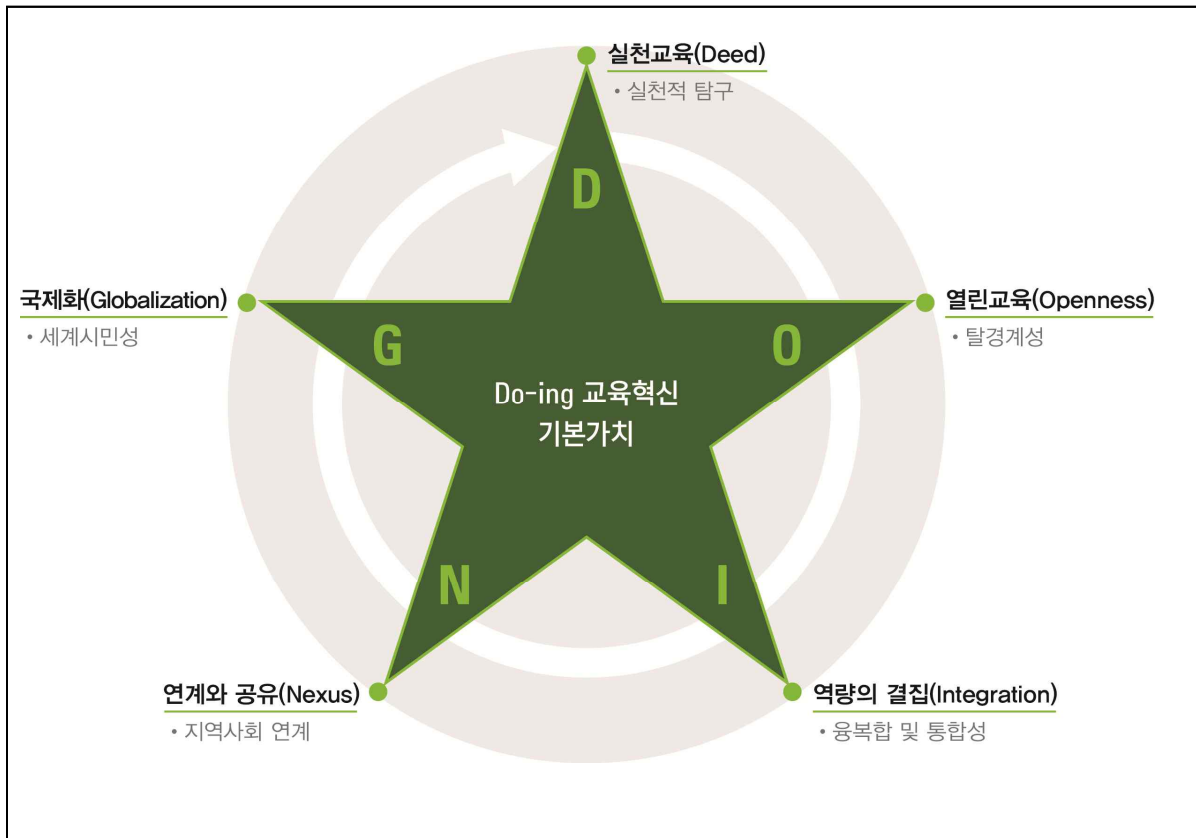 실천교육(Deed)
• 실천적 탐구
D
국제화(Globalization)
• 세계시민성
열린교육(Openness)
• 탈경계성
G
O
Do-ing 교육혁신
기본가치
N
I
연계와 공유(Nexus)
• 지역사회 연계
역량의 결집(Integration)
• 융복합 및 통합성